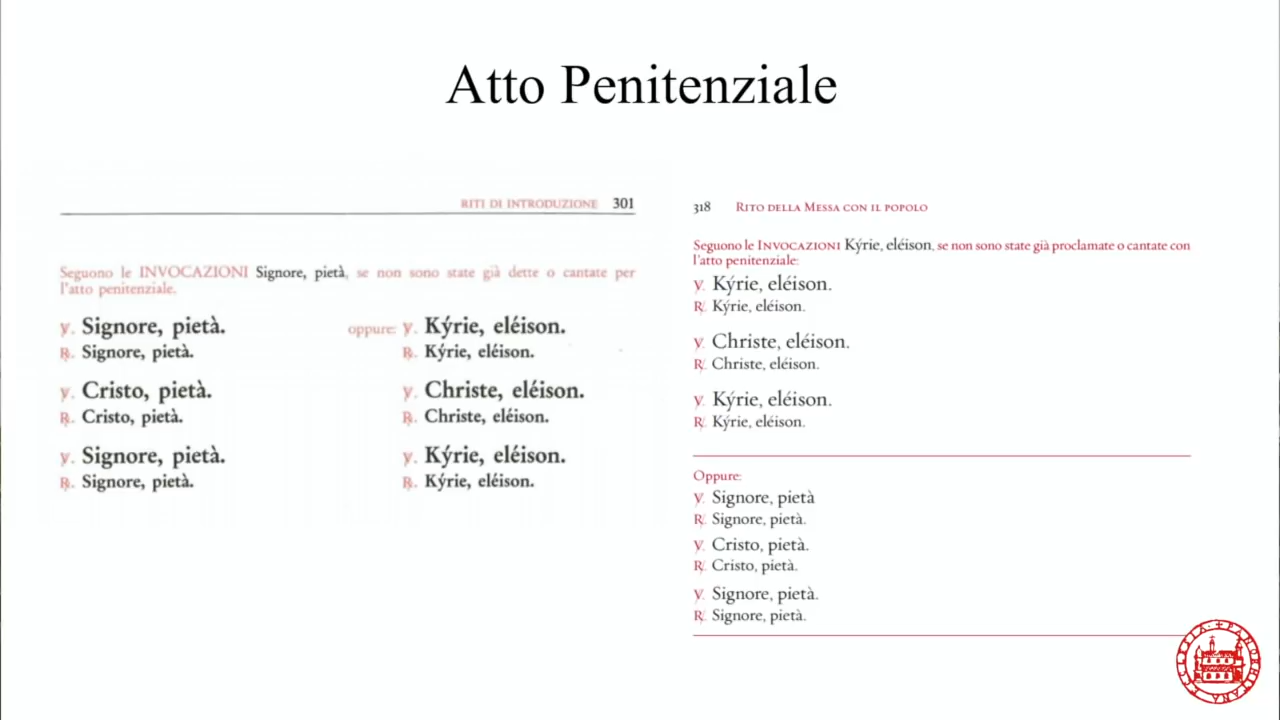 Atto Penitenziale
RITI DI INTRODUZIONE 301
Seguono le INVOCAZIONI Signore, pietà, se non sono state già dette o cantate per
l'atto penitenziale.
℣. Signore, pietà.
℟. Signore, pietà.
℣. Cristo, pietà.
℟. Cristo, pietà.
℣. Signore, pietà.
℟. Signore, pietà.
oppure: ℣. Kýrie, eléison.
℟. Kýrie, eléison.
℣. Christe, eléison.
℟. Christe, eléison.
℣. Kýrie, eléison.
℟. Kýrie, eléison.
318 RITO DELLA MESSA CON IL POPOLO
Seguono le INVOCAZIONI Kýrie, eléison, se non sono state già proclamate o cantate con
l'atto penitenziale:
℣. Kýrie, eléison.
℟. Kýrie, eléison.
℣. Christe, eléison.
℟. Christe, eléison.
℣. Kýrie, eléison.
℟. Kýrie, eléison.
Oppure:
℣. Signore, pietà
℟. Signore, pietà.
℣. Cristo, pietà.
℟. Cristo, pietà.
℣. Signore, pietà.
℟. Signore, pietà.
ECCLESIA PANORMITANA